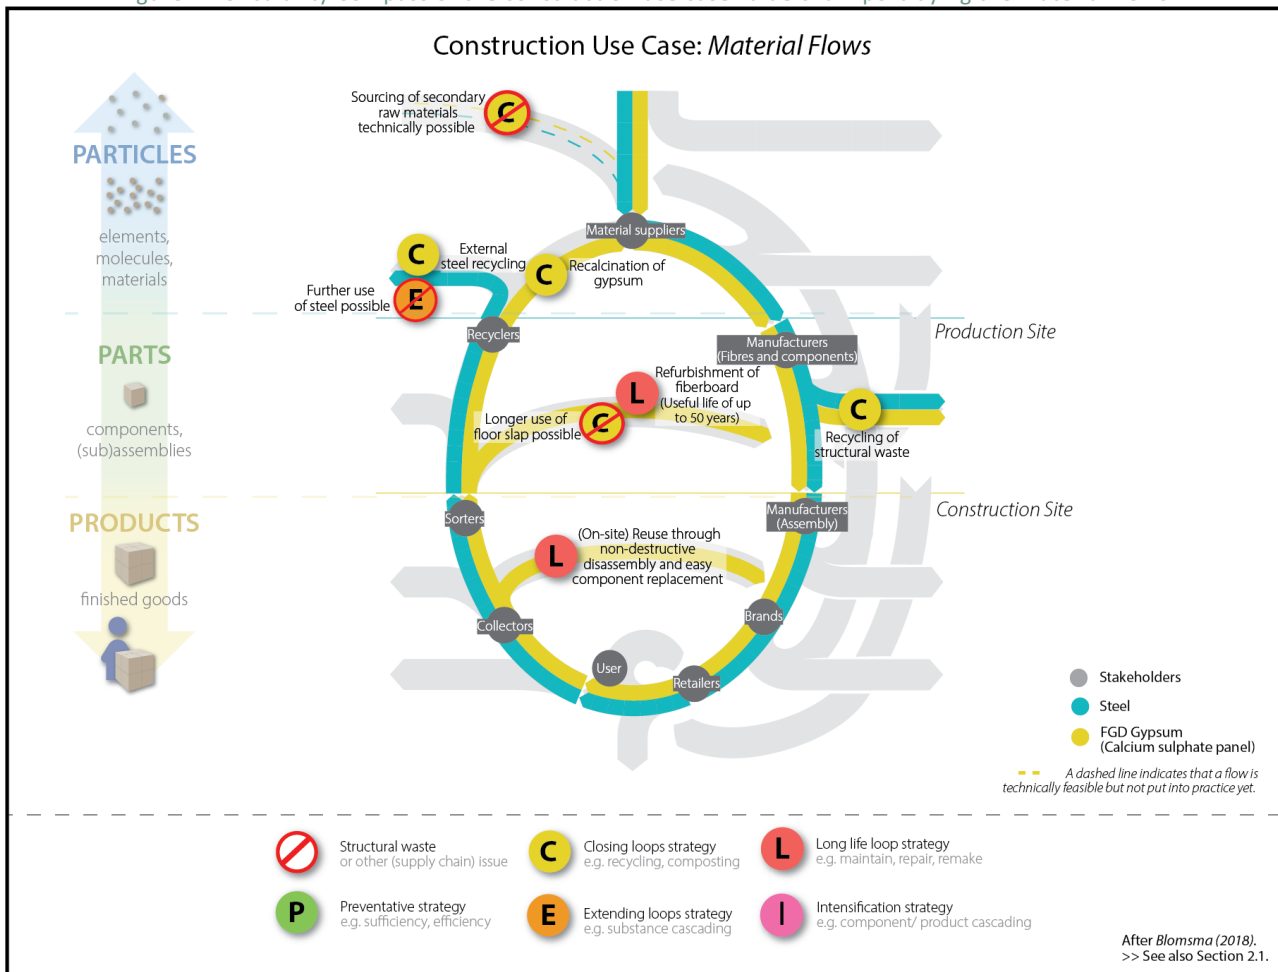 Construction Use Case: Material Flows
Sourcing of secondary
raw materials
technically possible
C
PARTICLES
elements,
molecules,
materials
Material suppliers
C
External
steel recycling
C
Recalcination of
gypsum
Further use
of steel possible
E
Recyclers
Production Site
Manufacturers
(Fibres and components)
PARTS
components,
(sub)assemblies
L
Refurbishment of
fiberboard
(Useful life of up
to 50 years)
Longer use of
floor slap possible
C
C
Recycling of
structural waste
PRODUCTS
finished goods
Sorters
Manufacturers
(Assembly)
Construction Site
L
(On-site) Reuse through
non-destructive
disassembly and easy
component replacement
Collectors
Brands
User
Retailers
Stakeholders
Steel
FGD Gypsum
(Calcium sulphate panel)
A dashed line indicates that a flow is
technically feasible but not put into practice yet.
Structural waste
or other (supply chain) issue
C
Closing loops strategy
e.g. recycling, composting
L
Long life loop strategy
e.g. maintain, repair, remake
P
Preventative strategy
e.g. sufficiency, efficiency
E
Extending loops strategy
e.g. substance cascading
I
Intensification strategy
e.g. component/ product cascading
After Blomsma (2018).
>> See also Section 2.1.